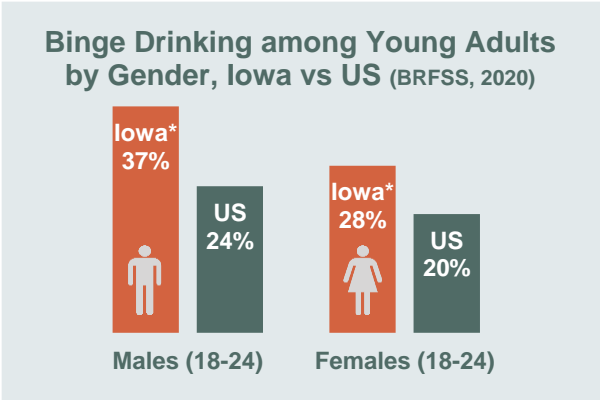 Binge Drinking among Young Adults
by Gender, Iowa vs US (BRFSS, 2020)
Iowa*
37%
US
24%
Iowa*
28%
US
20%
Males (18-24)
Females (18-24)